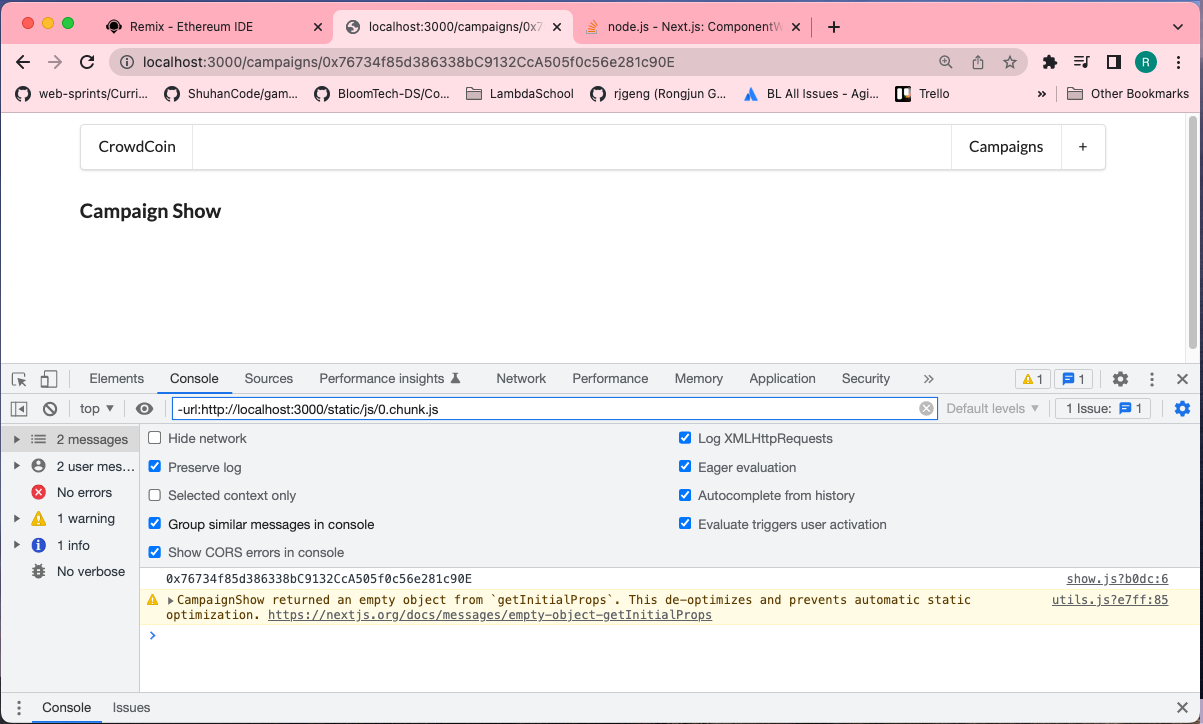 Remix - Ethereum IDE
localhost:3000/campaigns/0x7
node.js - Next.js: ComponentW
localhost:3000/campaigns/0x76734f85d386338bC9132CcA505f0c56e281c90E
R
web-sprints/Curri...
ShuhanCode/gam...
BloomTech-DS/Co...
LambdaSchool
rjgeng (Rongjun G...
BL All Issues - Agi...
Trello
»
Other Bookmarks
CrowdCoin
Campaigns
+
Campaign Show
Elements
Console
Sources
Performance insights
Network
Performance
Memory
Application
Security
»
1
1
top
-url:http://localhost:3000/static/js/0.chunk.js
Default levels
1 Issue:
1
2 messages
2 user mes...
No errors
1 warning
1 info
No verbose
Hide network
Log XMLHttpRequests
Preserve log
Eager evaluation
Selected context only
Autocomplete from history
Group similar messages in console
Evaluate triggers user activation
Show CORS errors in console
0x76734f85d386338bC9132CcA505f0c56e281c90E
show.js?b0dc:6
CampaignShow returned an empty object from `getInitialProps`. This de-optimizes and prevents automatic static
utils.js?e7ff:85
optimization. https://nextjs.org/docs/messages/empty-object-getInitialProps
Console
Issues